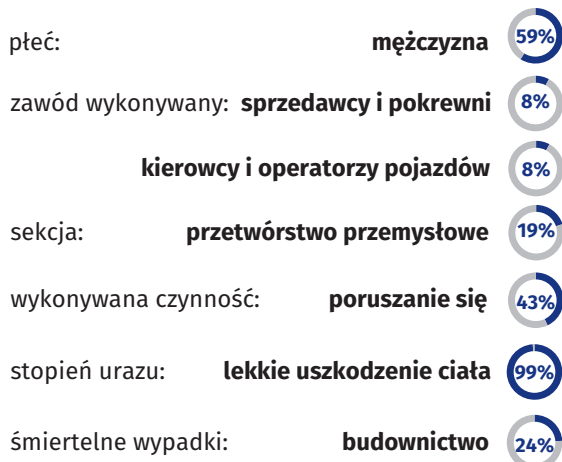 płeć: mężczyzna 59%
zawód wykonywany: sprzedawcy i pokrewni 8%
kierowcy i operatorzy pojazdów 8%
sekcja: przetwórstwo przemysłowe 19%
wykonywana czynność: poruszanie się 43%
stopień urazu: lekkie uszkodzenie ciała 99%
śmiertelne wypadki: budownictwo 24%